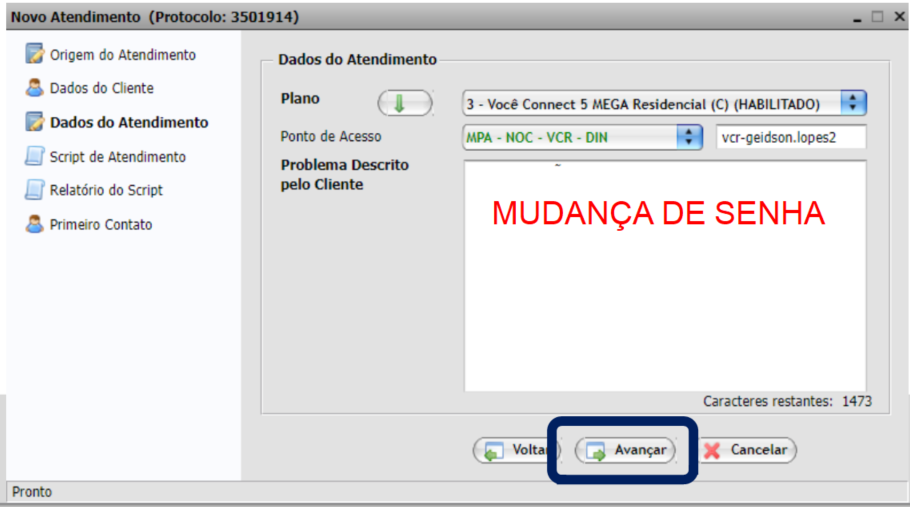 Novo Atendimento (Protocolo: 3501914)
Origem do Atendimento
Dados do Cliente
Dados do Atendimento
Script de Atendimento
Relatório do Script
Primeiro Contato
Dados do Atendimento
Plano
3 - Você Connect 5 MEGA Residencial (C) (HABILITADO)
Ponto de Acesso
MPA - NOC - VCR - DIN
vcr-geidson.lopes2
Problema Descrito
pelo Cliente
MUDANÇA DE SENHA
Caracteres restantes: 1473
Voltar
Avançar
Cancelar
Pronto